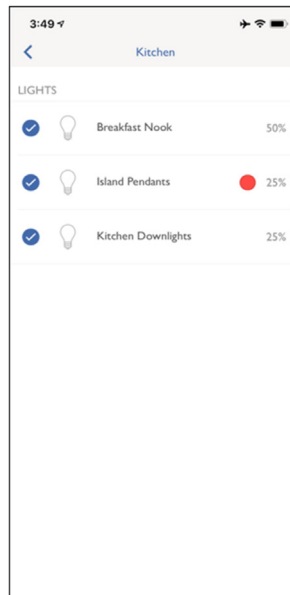 3:49
Kitchen
LIGHTS
Breakfast Nook 50%
Island Pendants 25%
Kitchen Downlights 25%